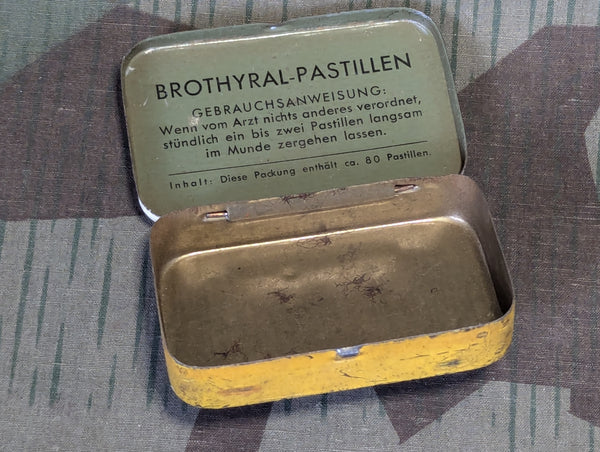 BROTHYRAL-PASTILLEN
GEBRAUCHSANWEISUNG:
Wenn vom Arzt nichts anderes verordnet,
stündlich ein bis zwei Pastillen langsam
im Munde zergehen lassen.
Inhalt: Diese Packung enthält ca. 80 Pastillen.